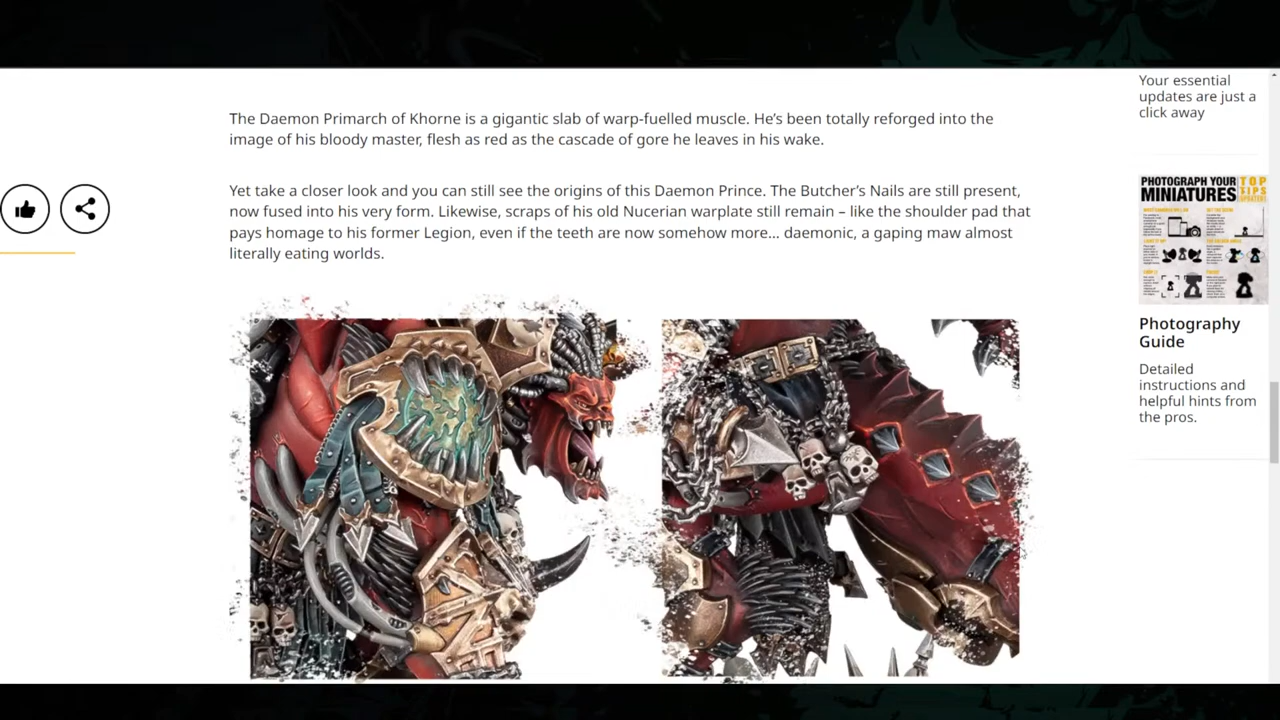 The Daemon Primarch of Khorne is a gigantic slab of warp-fuelled muscle. He's been totally reforged into the
image of his bloody master, flesh as red as the cascade of gore he leaves in his wake.
Yet take a closer look and you can still see the origins of this Daemon Prince. The Butcher's Nails are still present,
now fused into his very form. Likewise, scraps of his old Nucerian warplate still remain – like the shoulder pad that
pays homage to his former Legion, even if the teeth are now somehow more... daemonic, a gaping maw almost
literally eating worlds.
Your essential
updates are just a
click away
PHOTOGRAPH YOUR
MINIATURES
TOP
TIPS
Photography
Guide
Detailed
instructions and
helpful hints from
the pros.